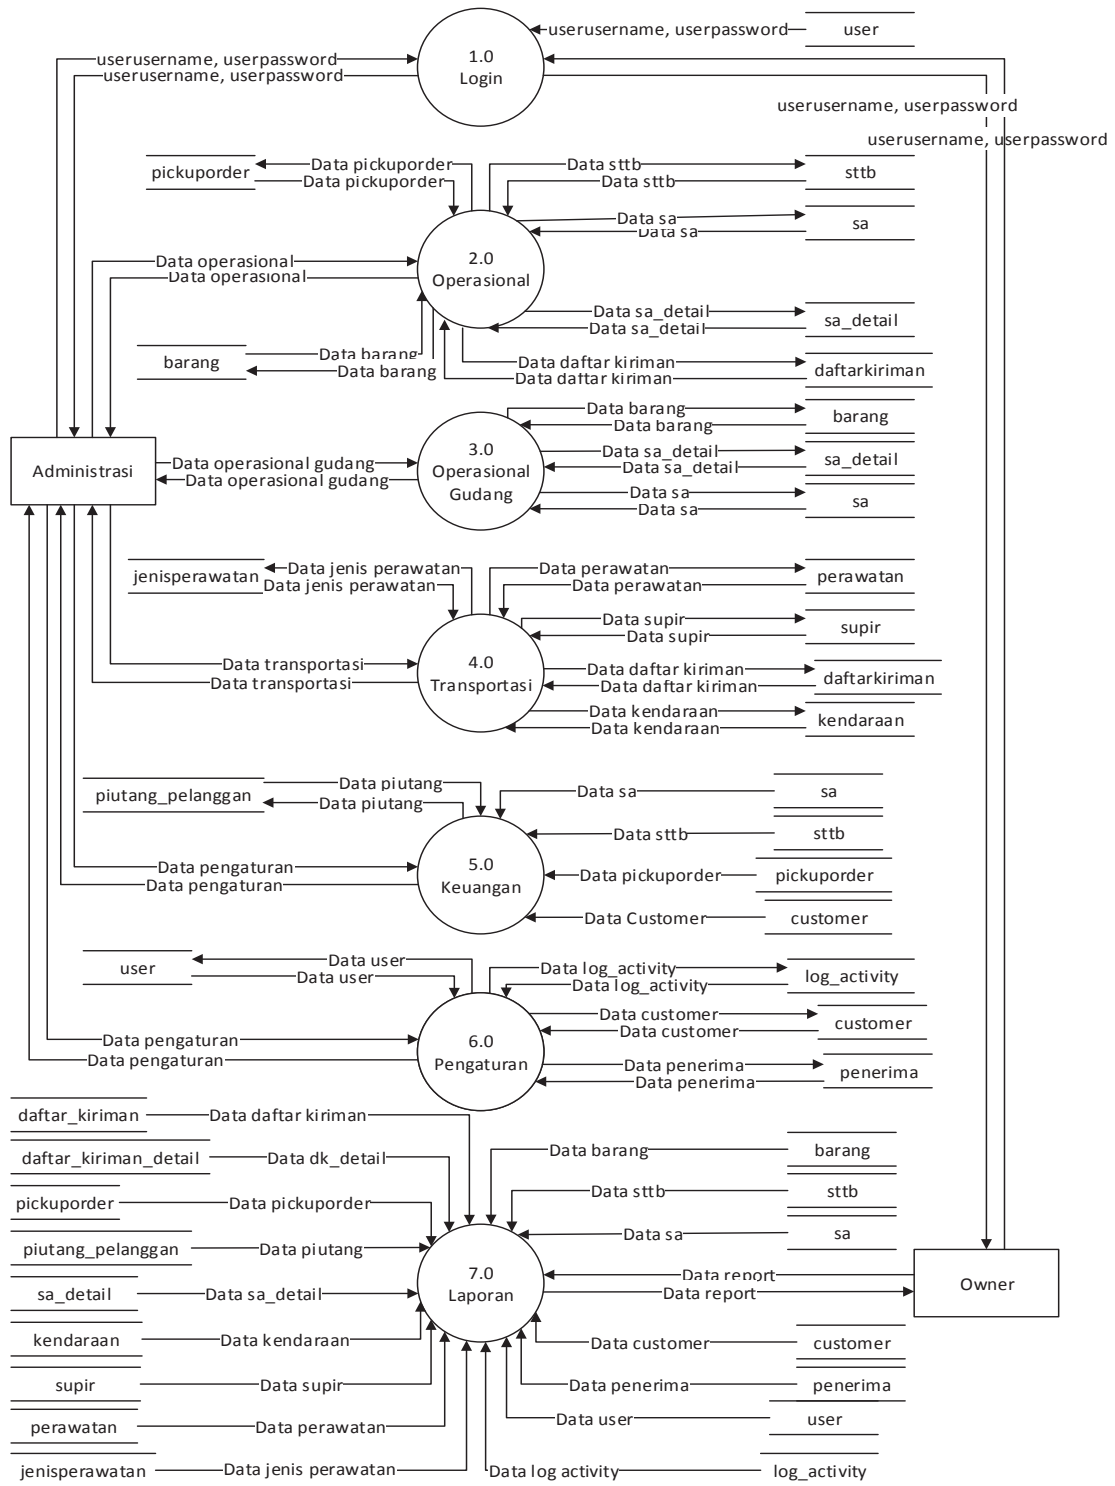 userusername, userpassword
user
1.0
Login
userusername, userpassword
userusername, userpassword
userusername, userpassword
userusername, userpassword
pickuporder
Data pickuporder
Data pickuporder
Data sttb
Data sttb
sttb
Data sa
Data sa
sa
2.0
Operasional
Data operasional
Data operasional
Data sa_detail
Data sa_detail
sa_detail
barang
Data barang
Data barang
Data daftar kiriman
Data daftar kiriman
daftarkiriman
Administrasi
3.0
Operasional
Gudang
Data operasional gudang
Data operasional gudang
Data barang
Data barang
barang
Data sa_detail
Data sa_detail
sa_detail
Data sa
Data sa
sa
jenisperawatan
Data jenis perawatan
Data jenis perawatan
Data perawatan
Data perawatan
perawatan
Data supir
Data supir
supir
4.0
Transportasi
Data transportasi
Data transportasi
Data daftar kiriman
Data daftar kiriman
daftarkiriman
Data kendaraan
Data kendaraan
kendaraan
piutang_pelanggan
Data piutang
Data piutang
Data sa
sa
Data sttb
sttb
5.0
Keuangan
Data pengaturan
Data pengaturan
Data pickuporder
pickuporder
Data Customer
customer
user
Data user
Data user
Data log_activity
Data log_activity
log_activity
Data customer
Data customer
customer
6.0
Pengaturan
Data pengaturan
Data pengaturan
Data penerima
Data penerima
penerima
daftar_kiriman
Data daftar kiriman
daftar_kiriman_detail
Data dk_detail
Data barang
barang
pickuporder
Data pickuporder
Data sttb
sttb
piutang_pelanggan
Data piutang
Data sa
sa
7.0
Laporan
Data report
Data report
Owner
sa_detail
Data sa_detail
kendaraan
Data kendaraan
Data customer
customer
supir
Data supir
Data penerima
penerima
perawatan
Data perawatan
Data user
user
jenisperawatan
Data jenis perawatan
Data log activity
log_activity